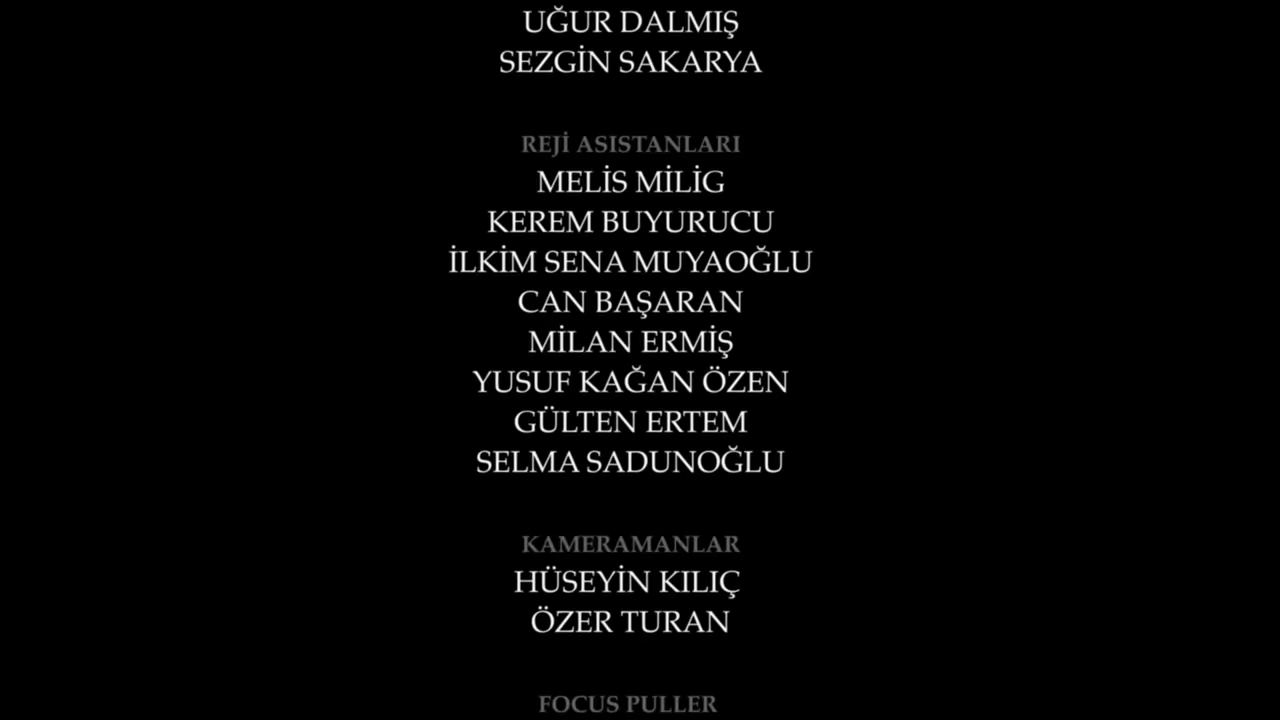 UĞUR DALMIŞ
SEZGİN SAKARYA
REJİ ASISTANLARI
MELİS MİLİG
KEREM BUYURUCU
İLKİM SENA MUYAOĞLU
CAN BAŞARAN
MİLAN ERMİŞ
YUSUF KAĞAN ÖZEN
GÜLTEN ERTEM
SELMA SADUNOĞLU
KAMERAMANLAR
HÜSEYİN KILIÇ
ÖZER TURAN
FOCUS PULLER